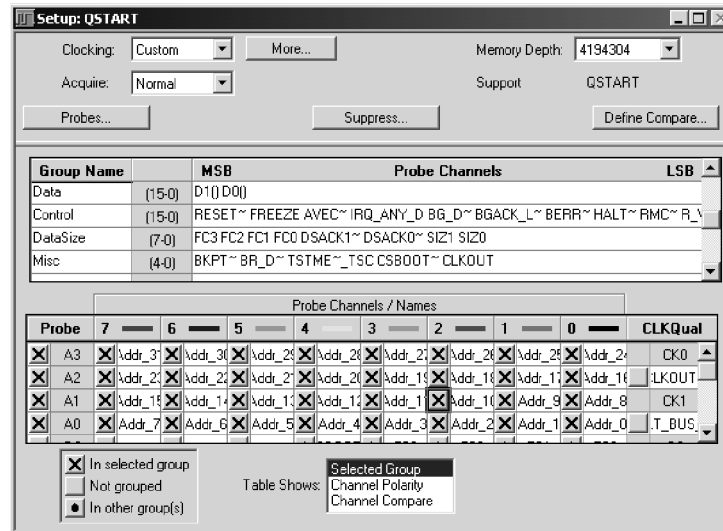 Setup: QSTART
Clocking: Custom More... Memory Depth: 4194304
Acquire: Normal Support QSTART
Probes... Suppress... Define Compare...
Group Name MSB Probe Channels LSB
Data (15-0) D1() D0()
Control (15-0) RESET~ FREEZE AVEC~ IRQ_ANY_D BG_D~ BGACK_L~ BERR~ HALT~ RMC~ R_
DataSize (7-0) FC3 FC2 FC1 FC0 DSACK1~ DSACK0~ SIZ1 SIZ0
Misc (4-0) BKPT~ BR_D~ TSTME~_TSC CSBOOT~ CLKOUT
Probe Channels / Names
Probe 7 6 5 4 3 2 1 0 CLKQual
A3 CK0
A2 LKOUT
A1 Addr_9 Addr_8 CK1
A0 Addr_7 Addr_6 Addr_5 Addr_4 Addr_3 Addr_2 Addr_1 Addr_0 .T_BUS_
In selected group
Not grouped
In other group(s)
Table Shows: Selected Group
Channel Polarity
Channel Compare